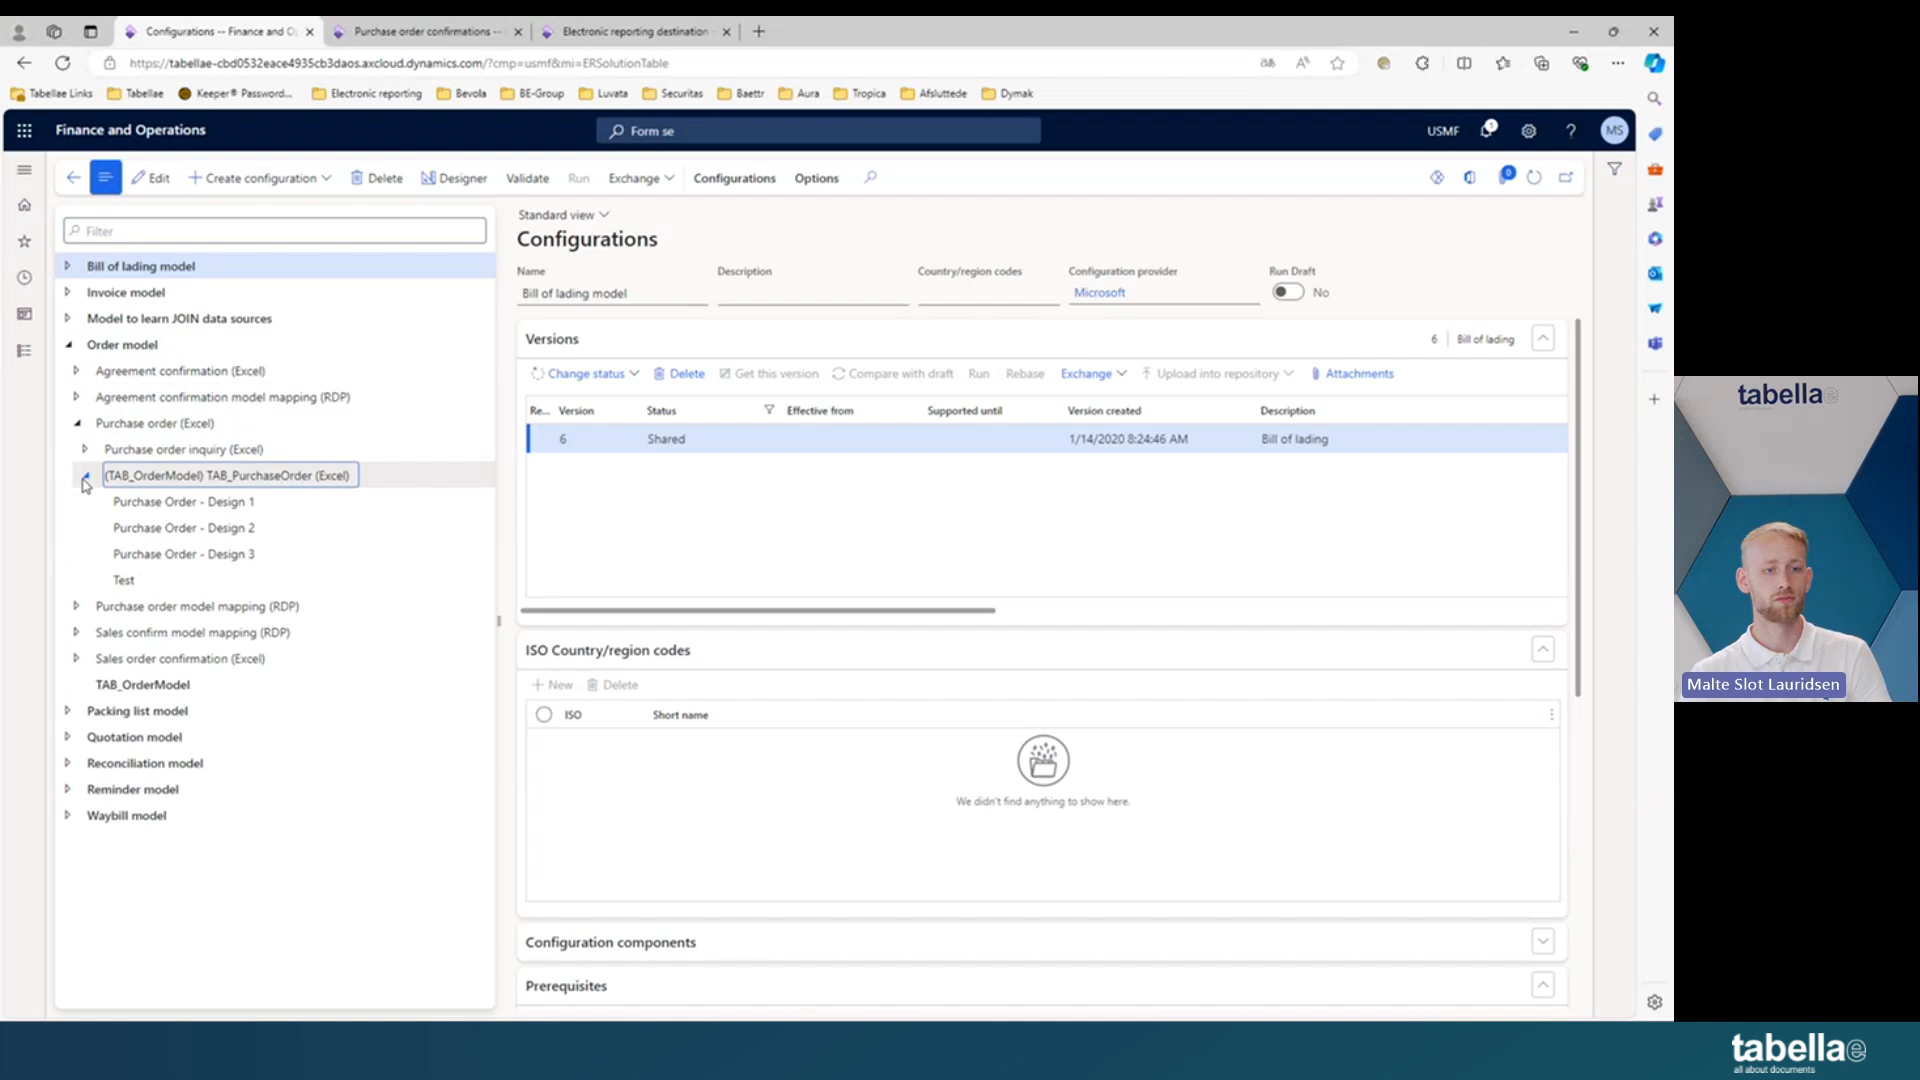 Configurations -- Finance and O
Purchase order confirmations --
Electronic reporting destination
https://tabellae-cbd0532eace4935cb3daos.axcloud.dynamics.com/?cmp=usmf&mi=ERSolutionTable
Tabellae Links
Tabellae
Keeper® Password...
Electronic reporting
Bevola
BE-Group
Luvata
Securitas
Baettr
Aura
Tropica
Afsluttede
Dymak
Finance and Operations
Form se
USMF
1
?
MS
Edit
Create configuration
Delete
Designer
Validate
Run
Exchange
Configurations
Options
0
Filter
Bill of lading model
Invoice model
Model to learn JOIN data sources
Order model
Agreement confirmation (Excel)
Agreement confirmation model mapping (RDP)
Purchase order (Excel)
Purchase order inquiry (Excel)
(TAB_OrderModel) TAB_PurchaseOrder (Excel)
Purchase Order - Design 1
Purchase Order - Design 2
Purchase Order - Design 3
Test
Purchase order model mapping (RDP)
Sales confirm model mapping (RDP)
Sales order confirmation (Excel)
TAB_OrderModel
Packing list model
Quotation model
Reconciliation model
Reminder model
Waybill model
Standard view
Configurations
Name
Description
Country/region codes
Configuration provider
Run Draft
Bill of lading model
Microsoft
No
Versions
6
Bill of lading
Change status
Delete
Get this version
Compare with draft
Run
Rebase
Exchange
Upload into repository
Attachments
Re... Version Status Effective from Supported until Version created Description
6 Shared 1/14/2020 8:24:46 AM Bill of lading
ISO Country/region codes
New
Delete
ISO
Short name
We didn't find anything to show here.
Configuration components
Prerequisites
tabellae
Malte Slot Lauridsen
tabellae
all about documents